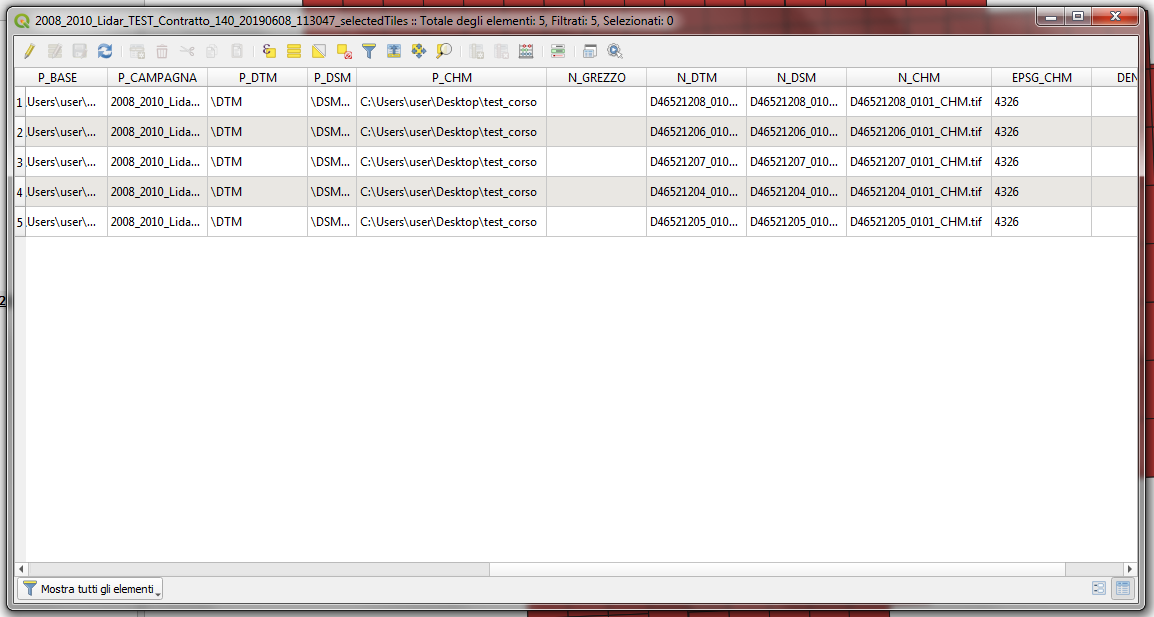 2008_2010_Lidar_TEST_Contratto_140_20190608_113047_selectedTiles :: Totale degli elementi: 5, Filtrati: 5, Selezionati: 0
P_BASE P_CAMPAGNA P_DTM P_DSM P_CHM N_GREZZO N_DTM N_DSM N_CHM EPSG_CHM DEN
1 .Users\user\... 2008_2010_Lida... \DTM \DSM... C:\Users\user\Desktop\test_corso D46521208_010... D46521208_010... D46521208_0101_CHM.tif 4326
2 .Users\user\... 2008_2010_Lida... \DTM \DSM... C:\Users\user\Desktop\test_corso D46521206_010... D46521206_010... D46521206_0101_CHM.tif 4326
3 .Users\user\... 2008_2010_Lida... \DTM \DSM... C:\Users\user\Desktop\test_corso D46521207_010... D46521207_010... D46521207_0101_CHM.tif 4326
4 .Users\user\... 2008_2010_Lida... \DTM \DSM... C:\Users\user\Desktop\test_corso D46521204_010... D46521204_010... D46521204_0101_CHM.tif 4326
5 .Users\user\... 2008_2010_Lida... \DTM \DSM... C:\Users\user\Desktop\test_corso D46521205_010... D46521205_010... D46521205_0101_CHM.tif 4326
2
Mostra tutti gli elementi